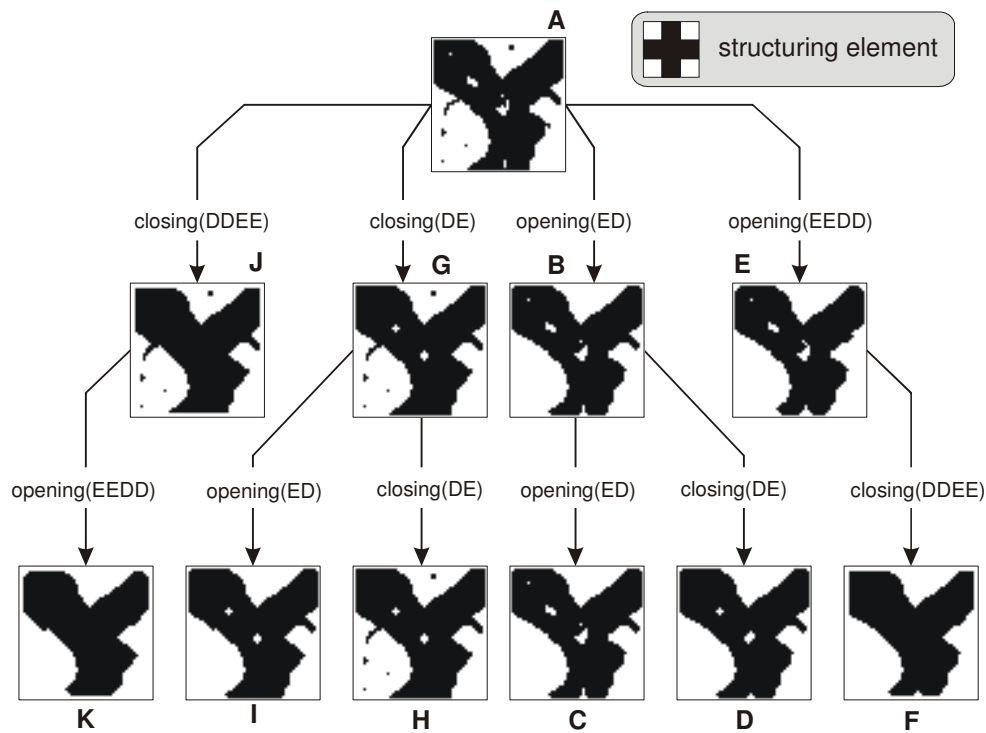 A
structuring element
closing(DDEE)
closing(DE)
opening(ED)
opening(EEDD)
J
G
B
E
opening(EEDD)
opening(ED)
closing(DE)
opening(ED)
closing(DE)
closing(DDEE)
K
I
H
C
D
F